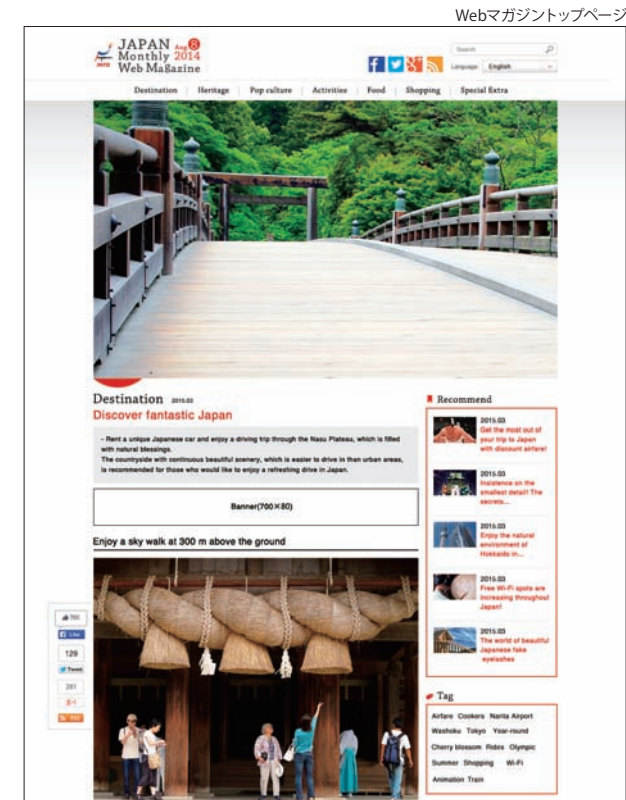 Webマガジントップページ
JAPAN Aug 8
Monthly 2014
Web Magazine
JNTO
Search
Language English
Destination Heritage Pop culture Activities Food Shopping Special Extra
Destination 2015.03
Discover fantastic Japan
- Rent a unique Japanese car and enjoy a driving trip through the Nasu Plateau, which is filled
with natural blessings.
The countryside with continuous beautiful scenery, which is easier to drive in than urban areas,
is recommended for those who would like to enjoy a refreshing drive in Japan.
Banner(700×80)
Enjoy a sky walk at 300 m above the ground
Like
129
Tweet
281
Recommend
2015.03
Get the most out of
your trip to Japan
with discount airfare!
2015.03
Insistence on the
smallest detail! The
secrets...
2015.03
Enjoy the natural
environment of
Hokkaido in...
2015.03
Free Wi-Fi spots are
increasing throughout
Japan!
2015.03
The world of beautiful
Japanese fake
eyelashes
Tag
Airfare Cookers Narita Airport
Washoku Tokyo Year-round
Cherry blossom Rides Olympic
Summer Shopping Wi-Fi
Animation Train